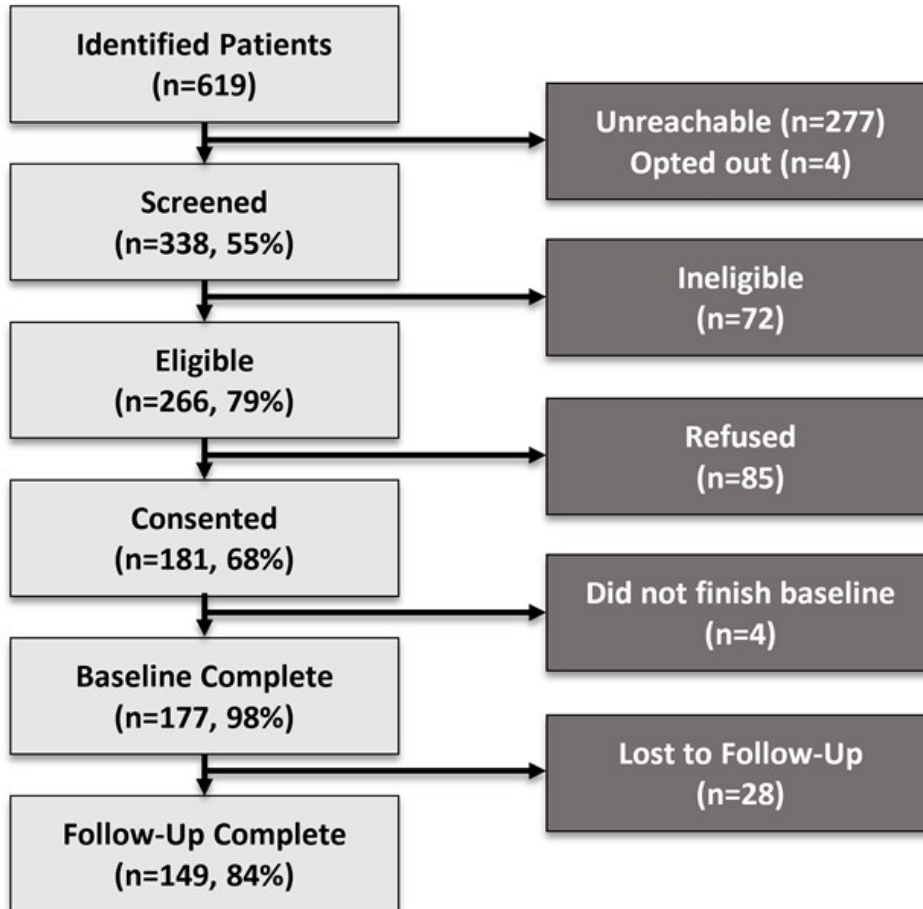 Identified Patients
(n=619)
Unreachable (n=277)
Opted out (n=4)
Screened
(n=338, 55%)
Ineligible
(n=72)
Eligible
(n=266, 79%)
Refused
(n=85)
Consented
(n=181, 68%)
Did not finish baseline
(n=4)
Baseline Complete
(n=177, 98%)
Lost to Follow-Up
(n=28)
Follow-Up Complete
(n=149, 84%)